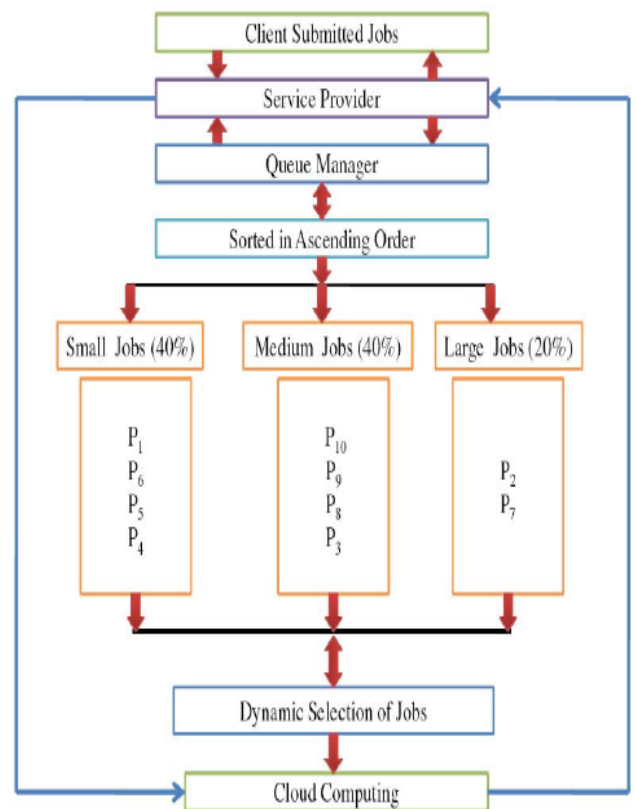 Client Submitted Jobs
Service Provider
Queue Manager
Sorted in Ascending Order
Small Jobs (40%)
Medium Jobs (40%)
Large Jobs (20%)
P₁
P₆
P₅
P₄
P₁₀
P₉
P₈
P₃
P₂
P₇
Dynamic Selection of Jobs
Cloud Computing